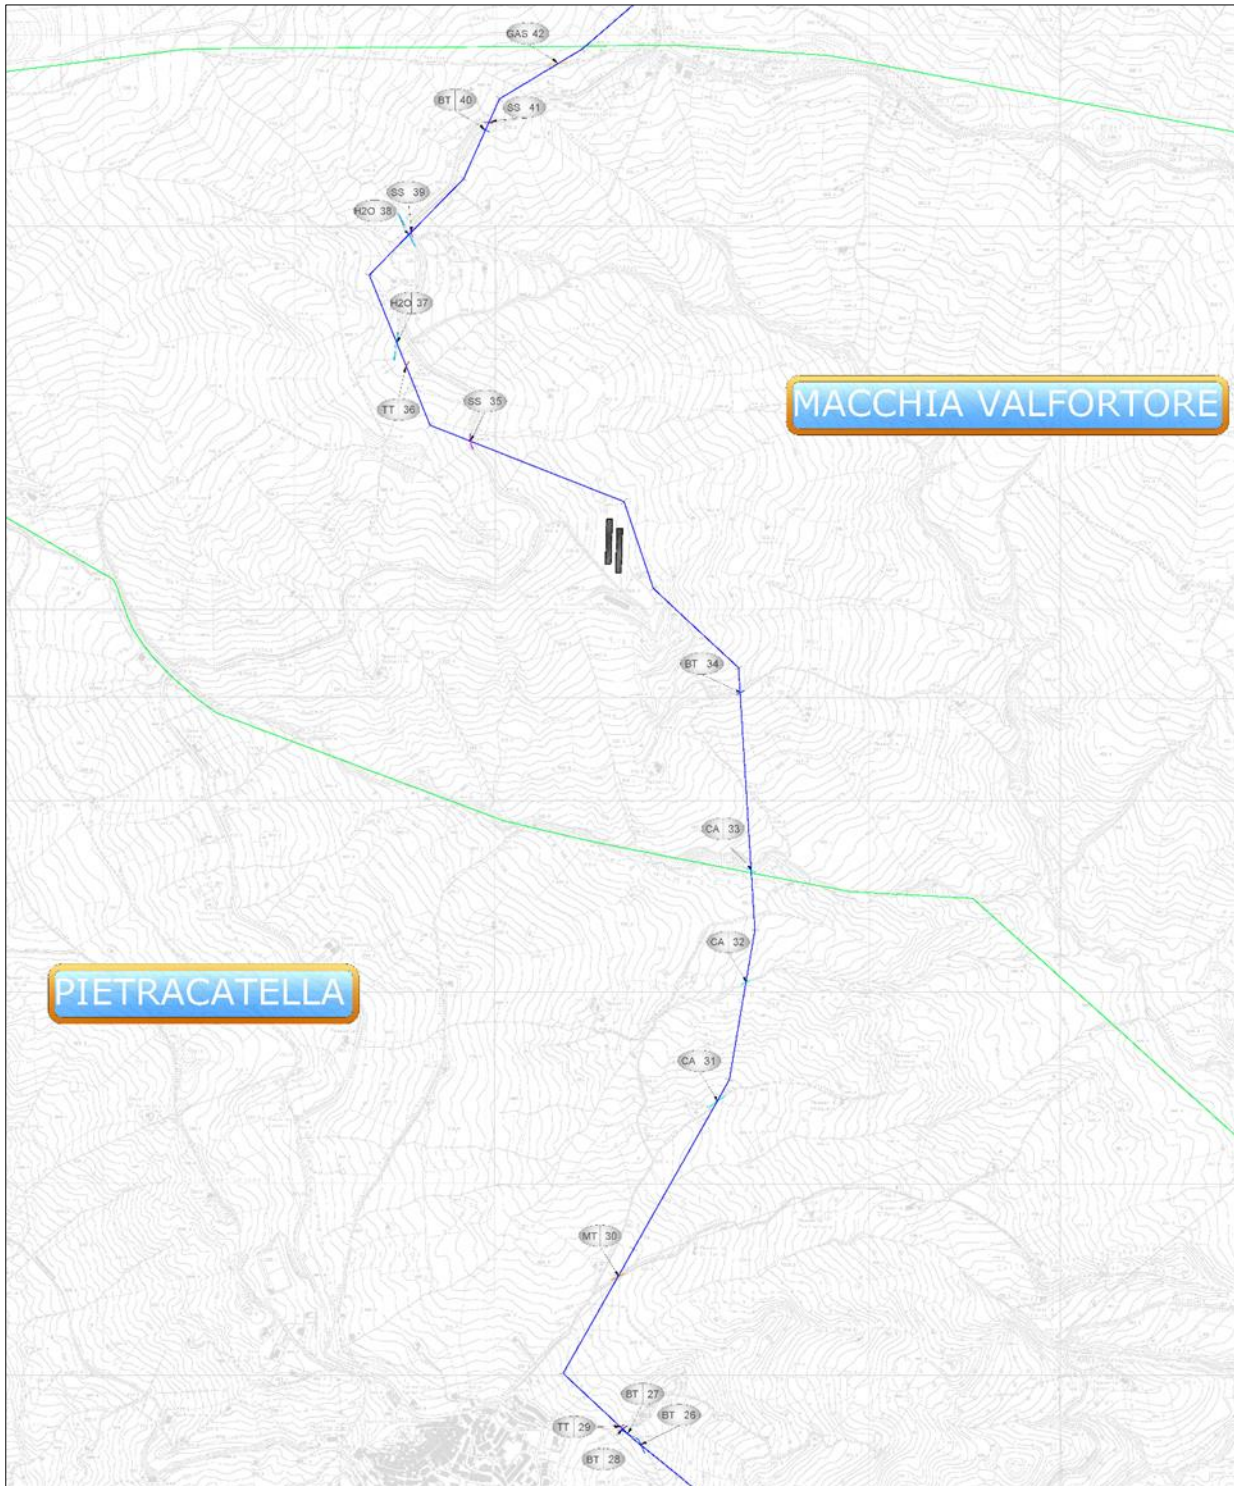 GAS 42
BT 40
SS 41
SS 39
H2O 38
H2O 37
TT 36
SS 35
MACCHIA VALFORTORE
BT 34
CA 33
CA 32
PIETRACATELLA
CA 31
MT 30
BT 27
BT 26
TT 29
BT 28